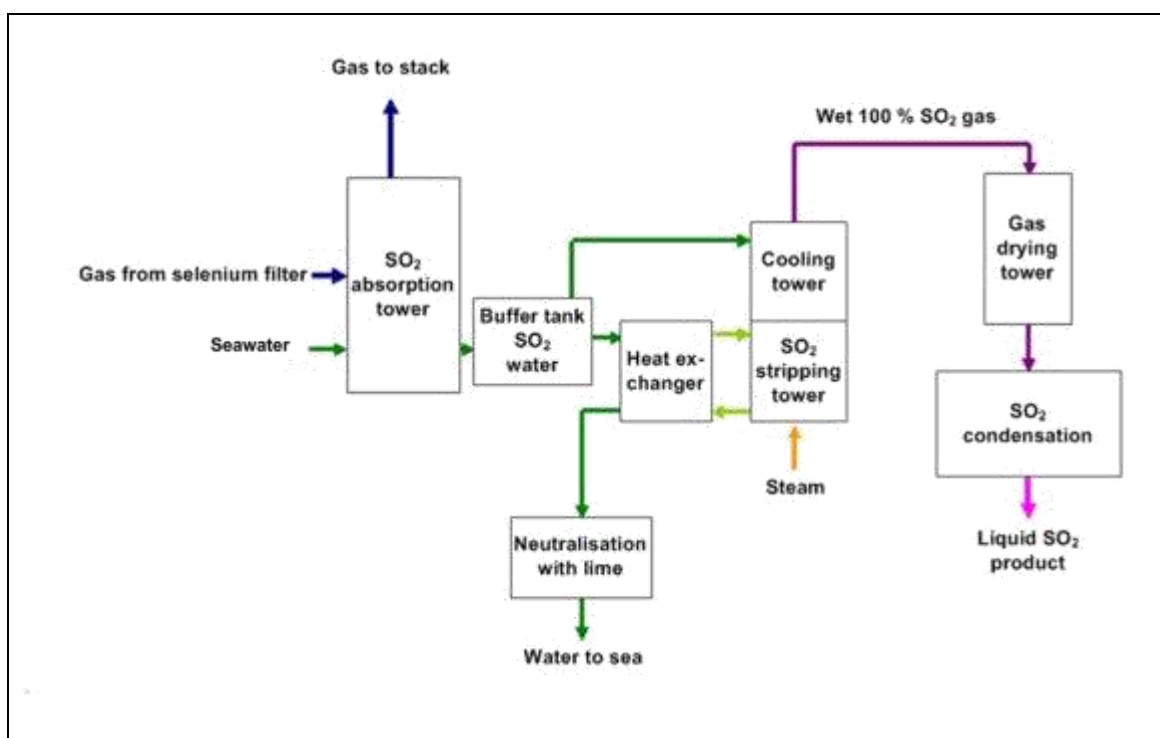 Gas to stack
Wet 100 % SO₂ gas
SO₂
absorption
tower
Gas from selenium filter
Seawater
Buffer tank
SO₂
water
Heat ex-
changer
Cooling
tower
SO₂
stripping
tower
Steam
Gas
drying
tower
SO₂
condensation
Liquid SO₂
product
Neutralisation
with lime
Water to sea